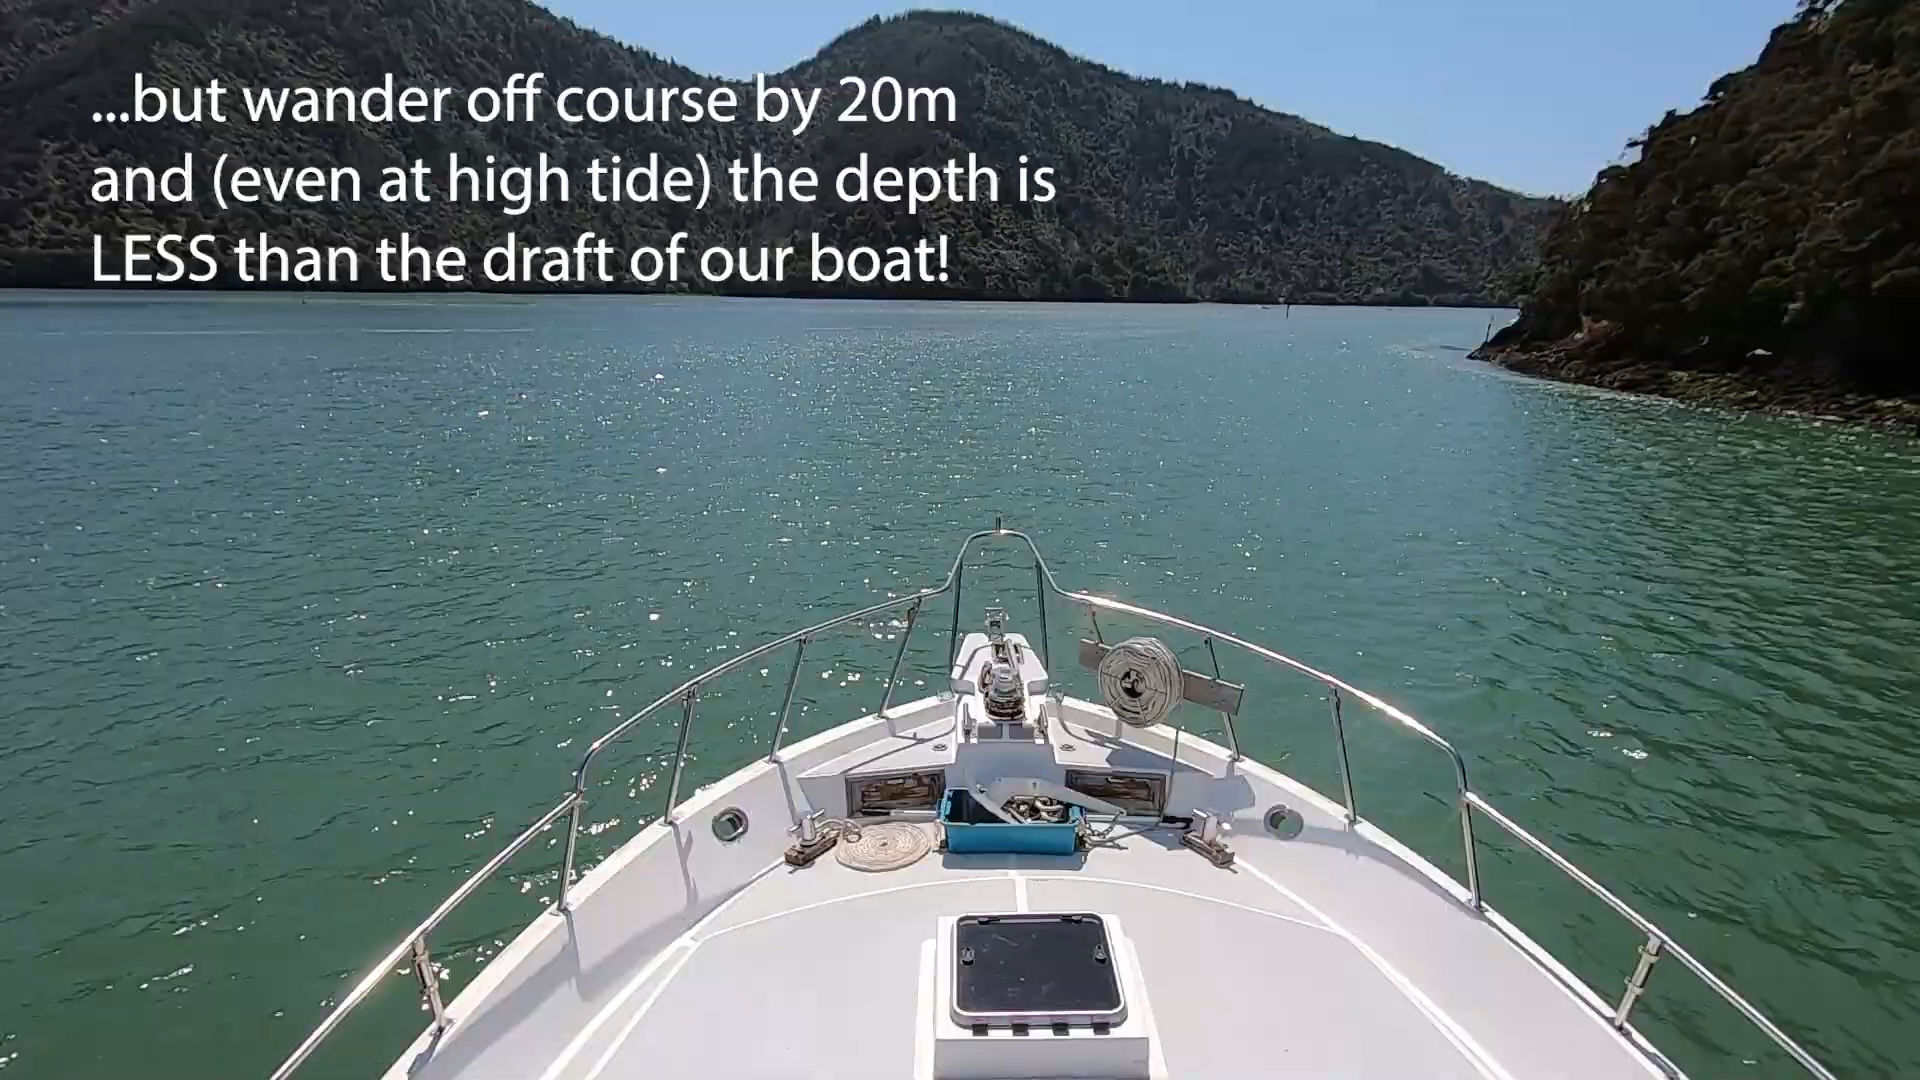 ...but wander off course by 20m
and (even at high tide) the depth is
LESS than the draft of our boat!